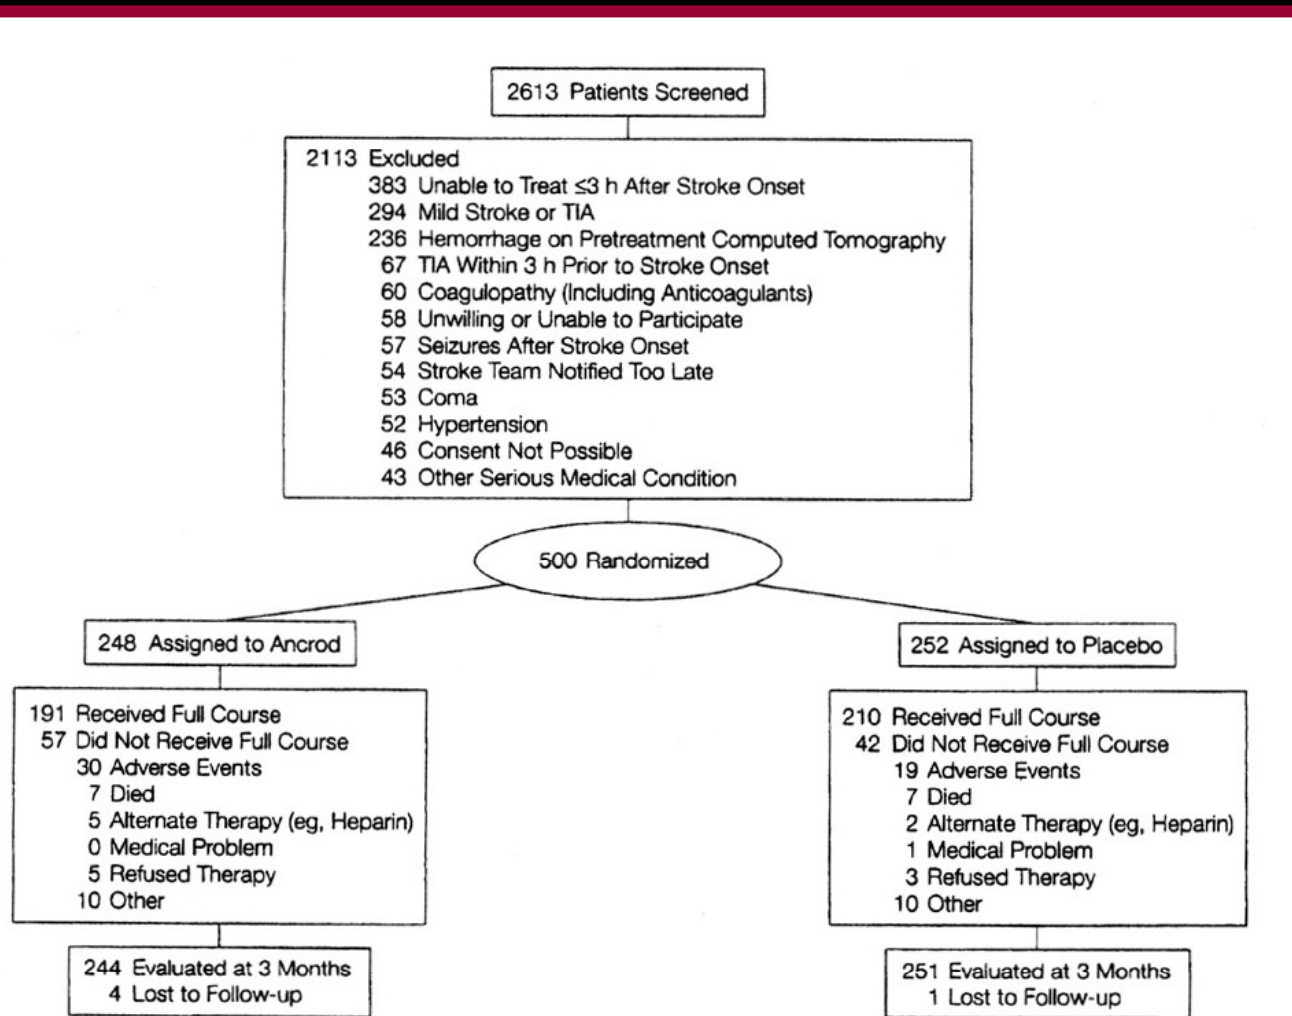 2613 Patients Screened
2113 Excluded
383 Unable to Treat ≤3 h After Stroke Onset
294 Mild Stroke or TIA
236 Hemorrhage on Pretreatment Computed Tomography
67 TIA Within 3 h Prior to Stroke Onset
60 Coagulopathy (Including Anticoagulants)
58 Unwilling or Unable to Participate
57 Seizures After Stroke Onset
54 Stroke Team Notified Too Late
53 Coma
52 Hypertension
46 Consent Not Possible
43 Other Serious Medical Condition
500 Randomized
248 Assigned to Ancrod
191 Received Full Course
57 Did Not Receive Full Course
30 Adverse Events
7 Died
5 Alternate Therapy (eg, Heparin)
0 Medical Problem
5 Refused Therapy
10 Other
244 Evaluated at 3 Months
4 Lost to Follow-up
252 Assigned to Placebo
210 Received Full Course
42 Did Not Receive Full Course
19 Adverse Events
7 Died
2 Alternate Therapy (eg, Heparin)
1 Medical Problem
3 Refused Therapy
10 Other
251 Evaluated at 3 Months
1 Lost to Follow-up